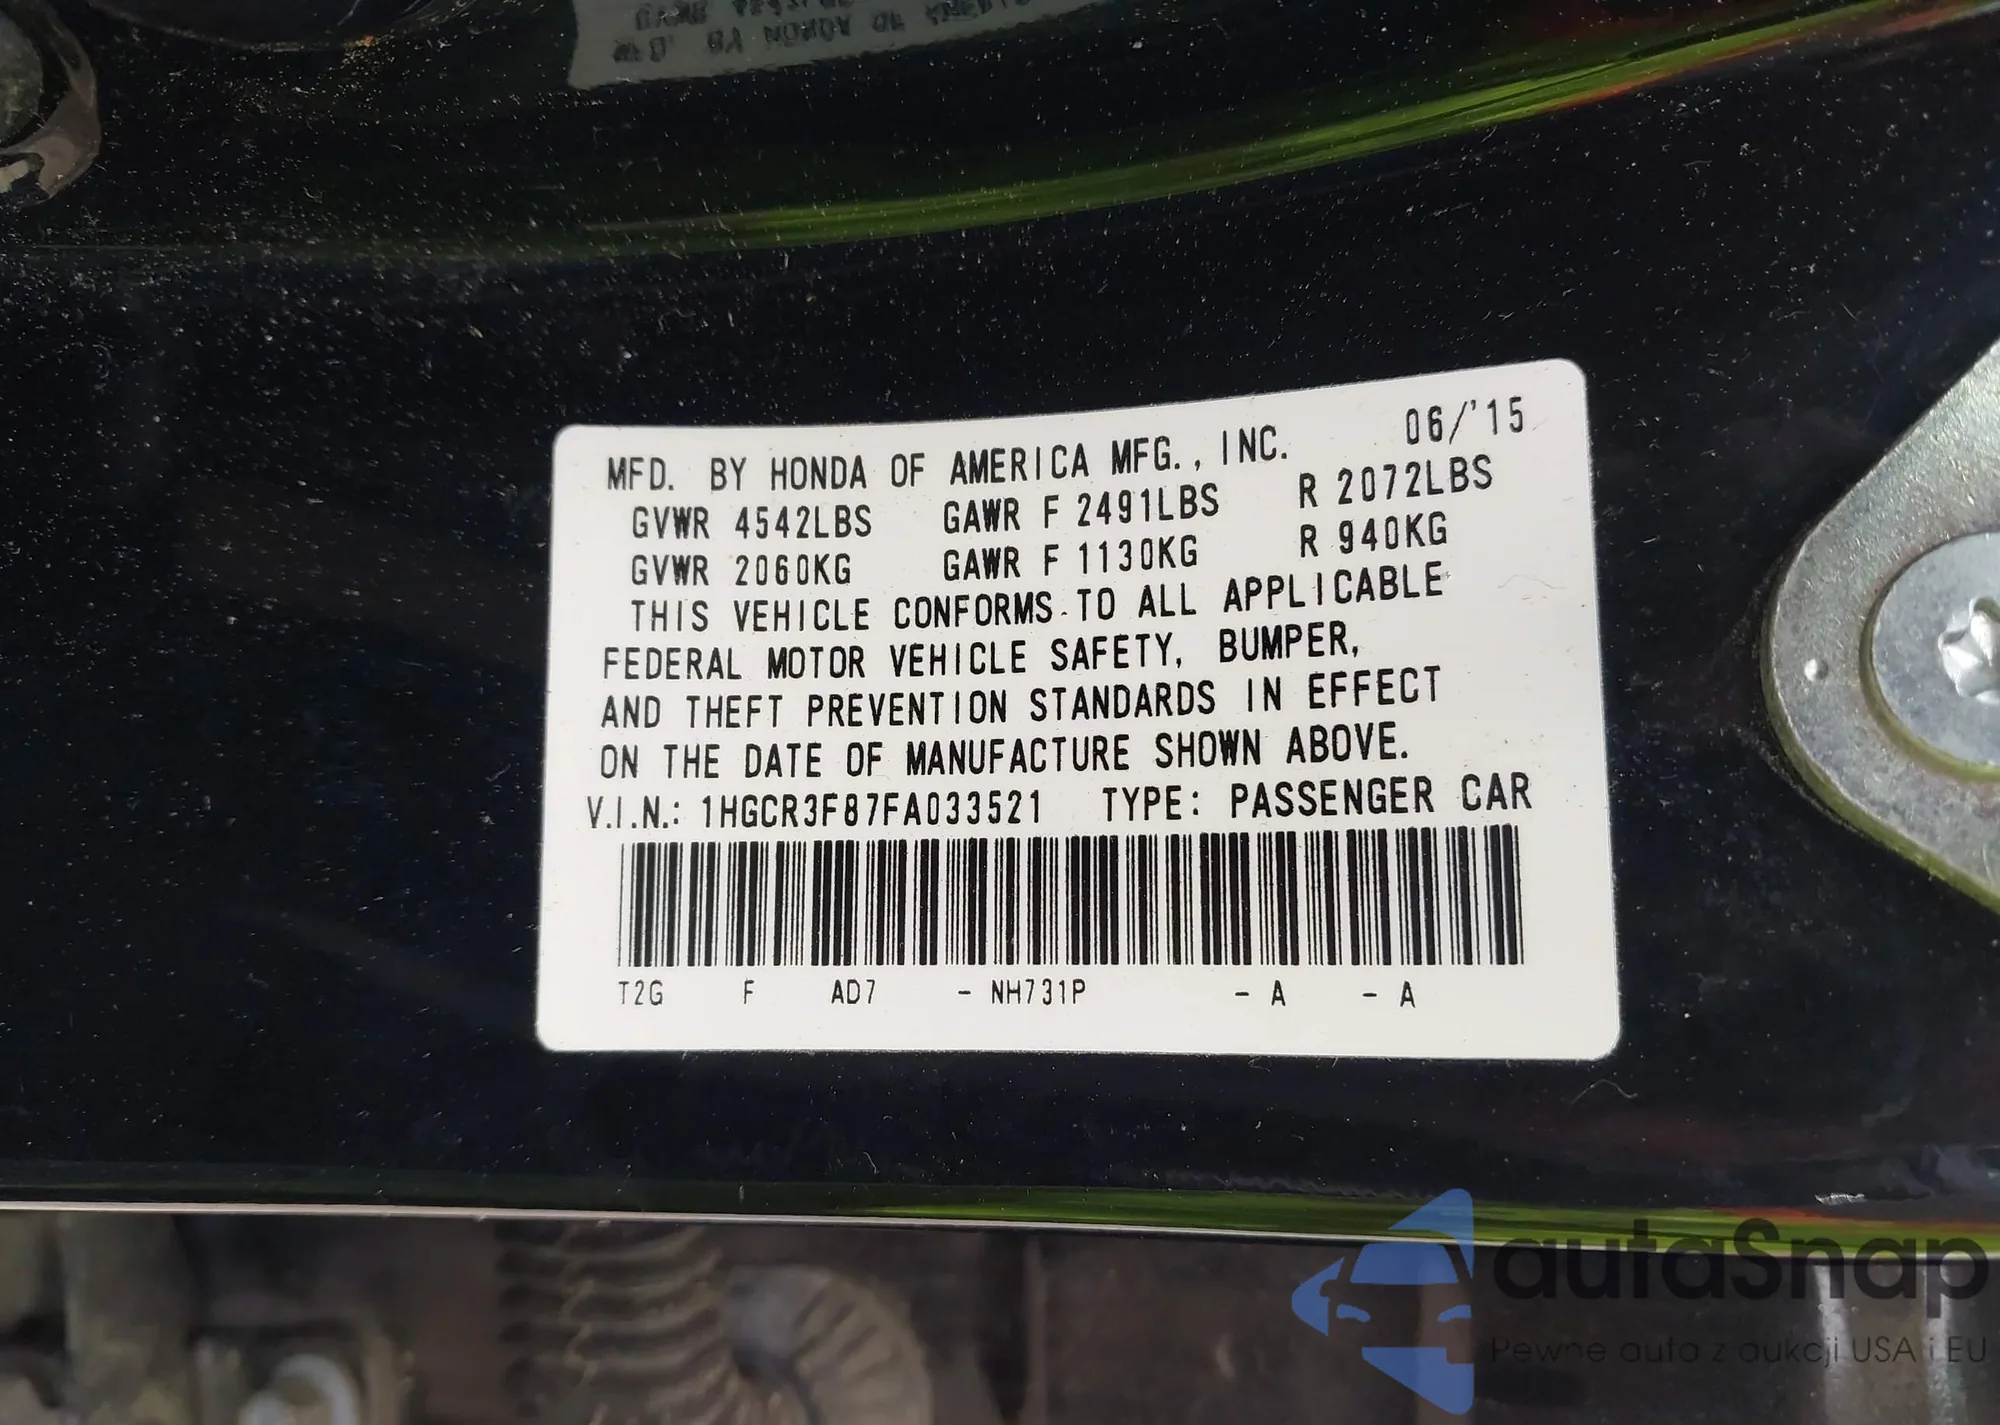 MFD. BY HONDA OF AMERICA MFG., INC. 06/'15
GVWR 4542LBS GAWR F 2491LBS R 2072LBS
GVWR 2060KG GAWR F 1130KG R 940KG
THIS VEHICLE CONFORMS TO ALL APPLICABLE
FEDERAL MOTOR VEHICLE SAFETY, BUMPER,
AND THEFT PREVENTION STANDARDS IN EFFECT
ON THE DATE OF MANUFACTURE SHOWN ABOVE.
V.I.N.: 1HGCR3F87FA033521 TYPE: PASSENGER CAR
T2G F AD7 - NH731P - A - A
autaSnap
Pewne auta z aukcji USA i EU